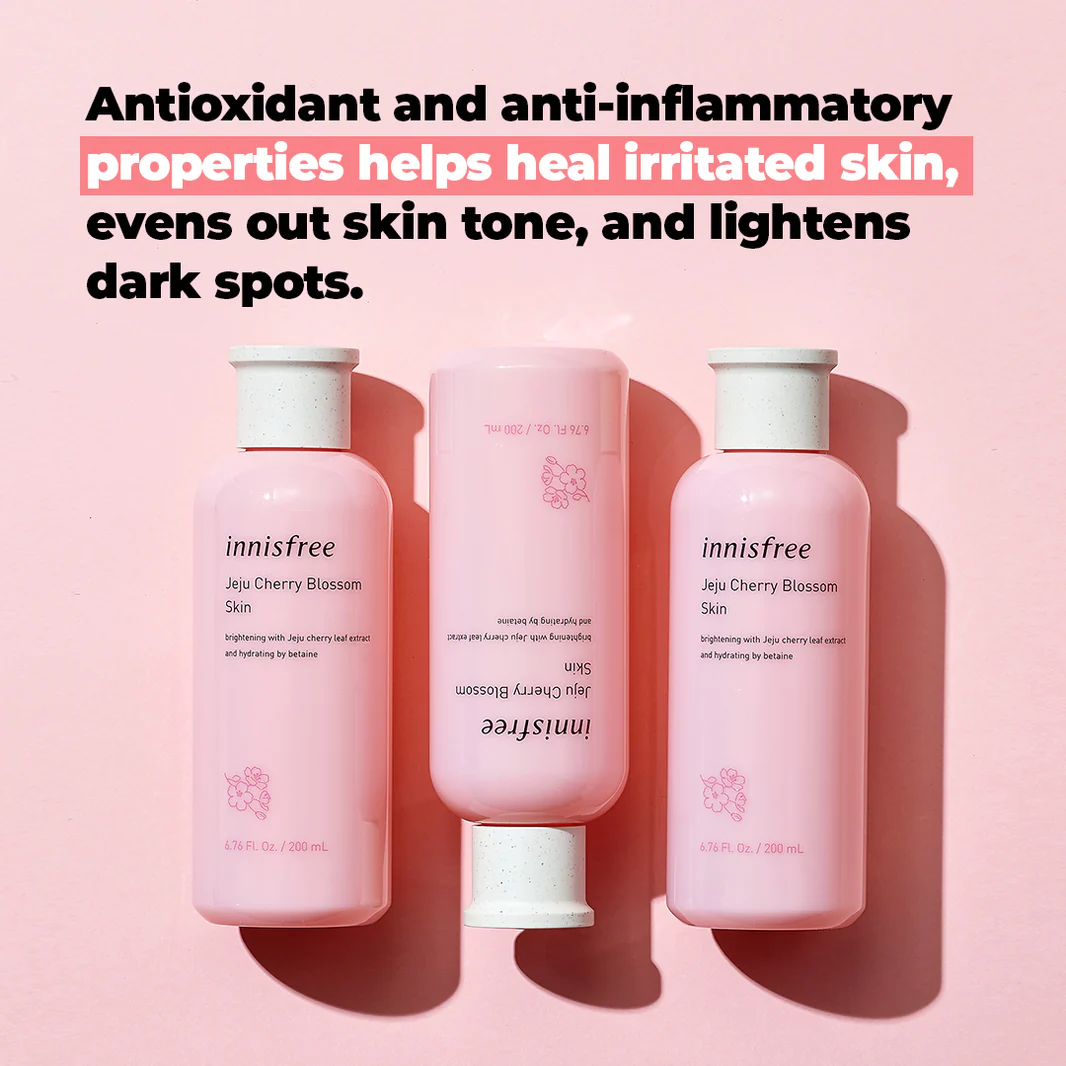 Antioxidant and anti-inflammatory
properties helps heal irritated skin,
evens out skin tone, and lightens
dark spots.
innisfree
Jeju Cherry Blossom
Skin
brightening with Jeju cherry leaf extract
and hydrating by betaine
6.76 Fl. Oz. / 200 mL
innisfree
Jeju Cherry Blossom
Skin
brightening with Jeju cherry leaf extract
and hydrating by betaine
6.76 Fl. Oz. / 200 mL
innisfree
Jeju Cherry Blossom
Skin
brightening with Jeju cherry leaf extract
and hydrating by betaine
6.76 Fl. Oz. / 200 mL